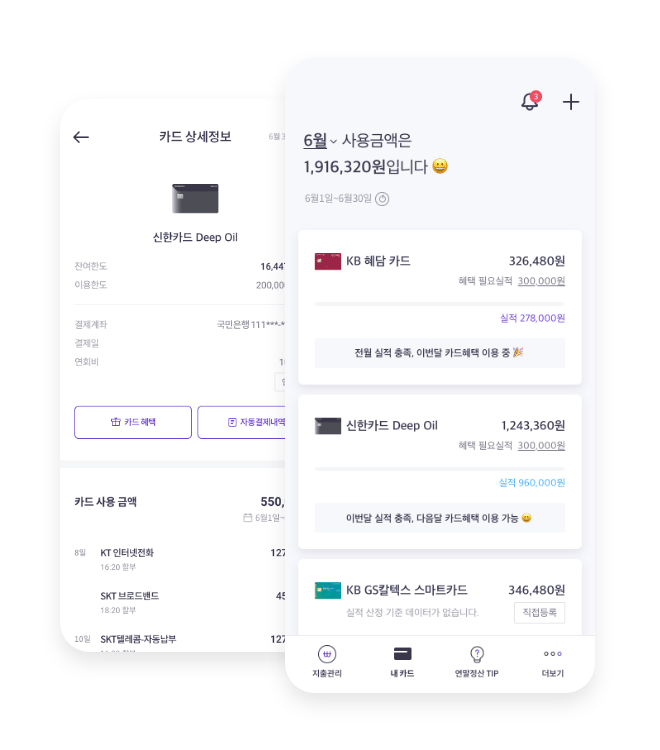 카드 상세정보
6월
신한카드 Deep Oil
잔여한도 16,447
이용한도 200,000
결제계좌 국민은행 111***-*
결제일
연회비
카드 혜택
자동결제내역
카드 사용 금액 550,
6월1일~
8일 KT 인터넷전화 127
16:20 할부
SKT 브로드밴드 45
18:20 할부
10일 SKT텔레콤-자동납부 127
3
6월 사용금액은
1,916,320원입니다 😀
6월1일~6월30일
KB 혜담 카드 326,480원
혜택 필요실적 300,000원
실적 278,000원
전월 실적 충족, 이번달 카드혜택 이용 중 🎉
신한카드 Deep Oil 1,243,360원
혜택 필요실적 300,000원
실적 960,000원
이번달 실적 충족, 다음달 카드혜택 이용 가능 😀
KB GS칼텍스 스마트카드 346,480원
실적 산정 기준 데이터가 없습니다. 직접등록
지출관리
내 카드
연말정산 TIP
더보기